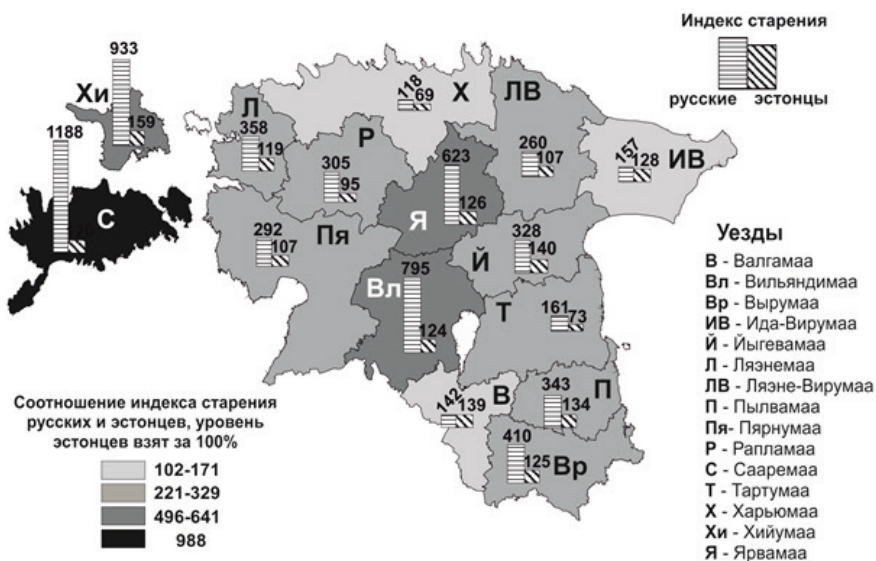 Индекс старения
русские эстонцы
933
Хи
159
1188
С
Л
358
119
Х
118
69
ЛВ
260
107
Р
305
95
623
Я
126
ИВ
157
128
292
Пя
107
Й
328
140
795
Вл
124
Т
161
73
В
142
139
П
343
134
410
Вр
125
Уезды
В - Валгамаа
Вл - Вильяндимаа
Вр - Вырумаа
ИВ - Ида-Вирумаа
Й - Йыгевамаа
Л - Ляэнемаа
ЛВ - Ляэне-Вирумаа
П - Пылвамаа
Пя- Пярнумаа
Р - Рапламаа
С - Сааремаа
Т - Тартумаа
Х - Харьюмаа
Хи - Хийумаа
Я - Ярвамаа
Соотношение индекса старения
русских и эстонцев, уровень
эстонцев взят за 100%
102-171
221-329
496-641
988